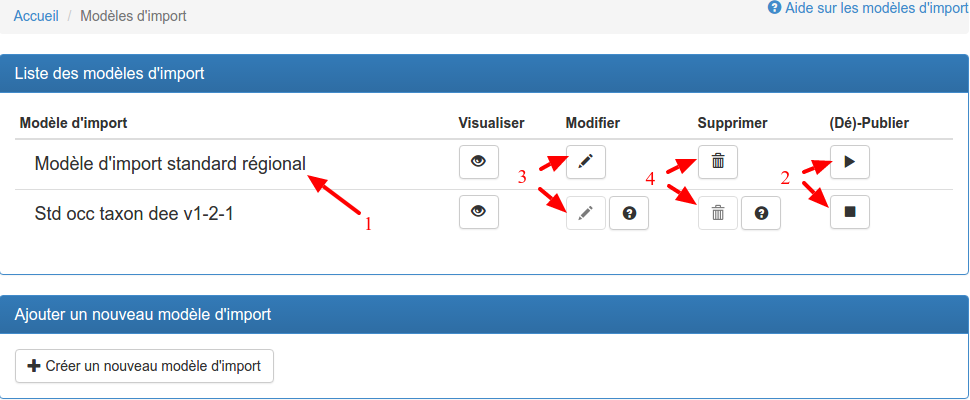 Accueil / Modèles d'import
Aide sur les modèles d'import
Liste des modèles d'import
Modèle d'import Visualiser Modifier Supprimer (Dé)-Publier
Modèle d'import standard régional
3 4 2
Std occ taxon dee v1-2-1
1
Ajouter un nouveau modèle d'import
Créer un nouveau modèle d'import